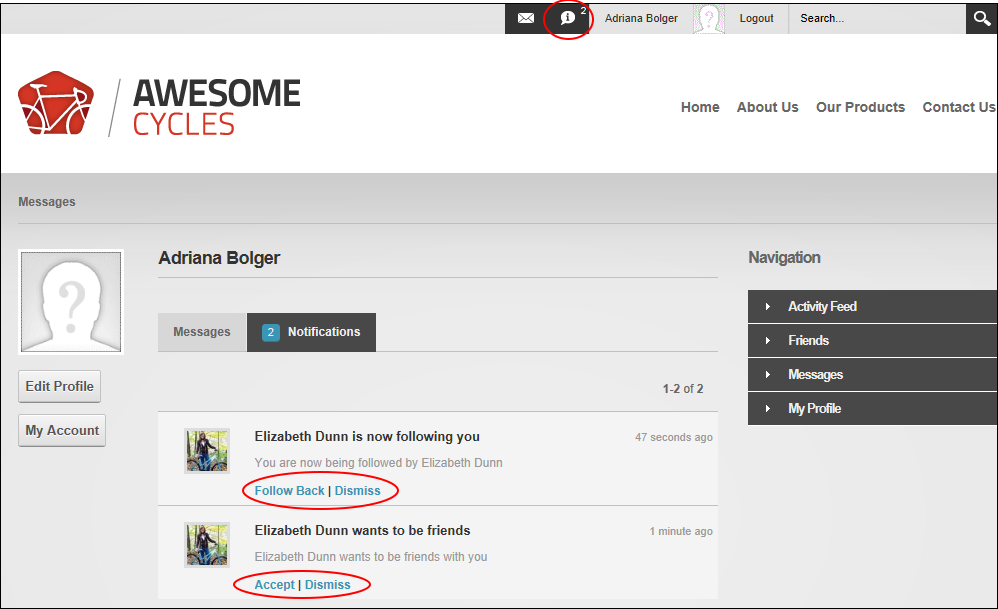 2
Adriana Bolger
Logout
Search...
AWESOME
CYCLES
Home About Us Our Products Contact Us
Messages
Adriana Bolger
Navigation
Messages
2 Notifications
Activity Feed
Friends
Messages
My Profile
Edit Profile
My Account
1-2 of 2
Elizabeth Dunn is now following you
47 seconds ago
You are now being followed by Elizabeth Dunn
Follow Back | Dismiss
Elizabeth Dunn wants to be friends
1 minute ago
Elizabeth Dunn wants to be friends with you
Accept | Dismiss